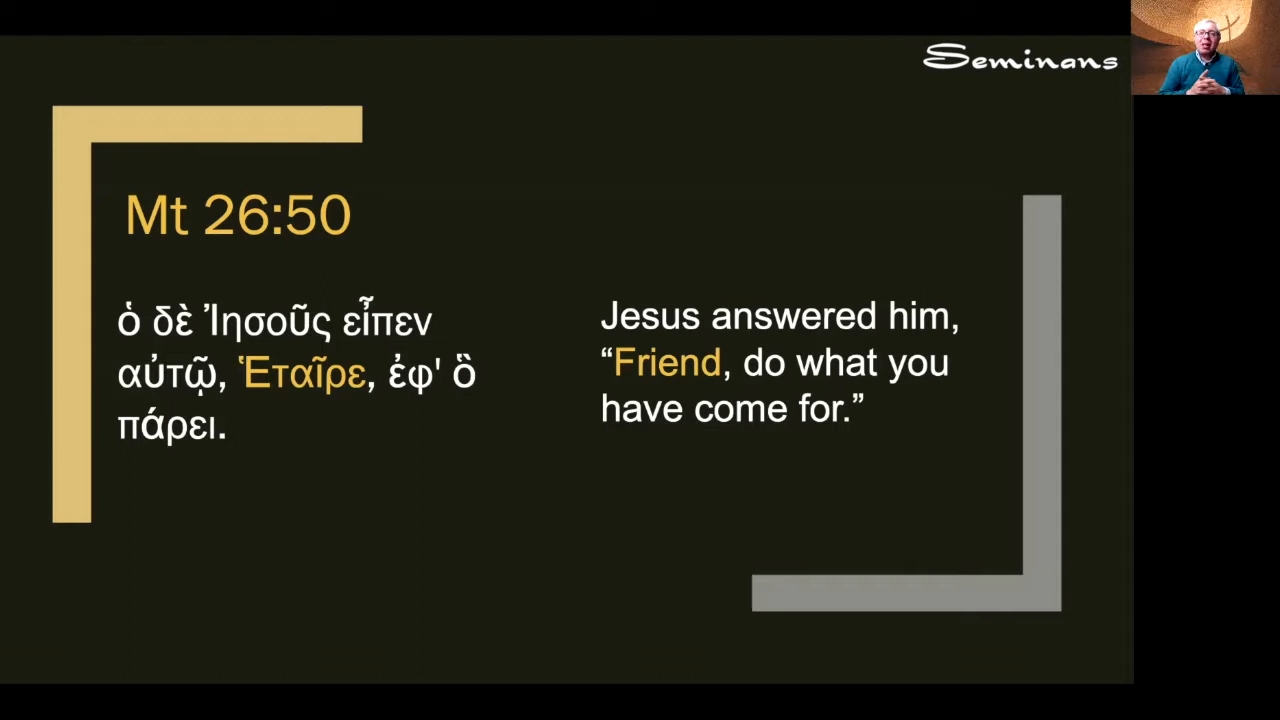 Seminans
Mt 26:50
ὁ δὲ Ἰησοῦς εἶπεν
αὐτῷ, Ἑταῖρε, ἐφ' ὃ
πάρει.
Jesus answered him,
“Friend, do what you
have come for.”